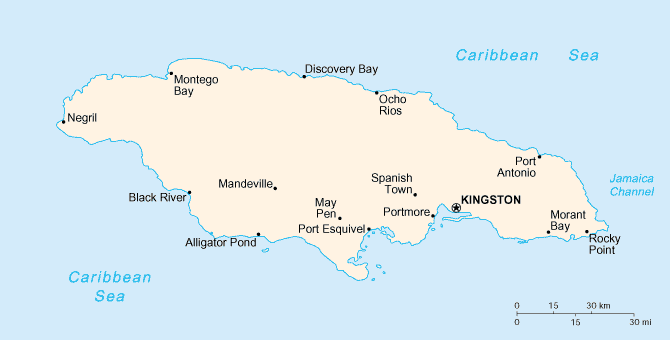 Caribbean Sea
Discovery Bay
Montego
Bay
Ocho
Rios
Negril
Port
Antonio
Jamaica
Channel
Spanish
Town
Mandeville
Black River
KINGSTON
May
Pen
Portmore
Morant
Bay
Port Esquivel
Alligator Pond
Rocky
Point
Caribbean
Sea
0 15 30 km
0 15 30 mi